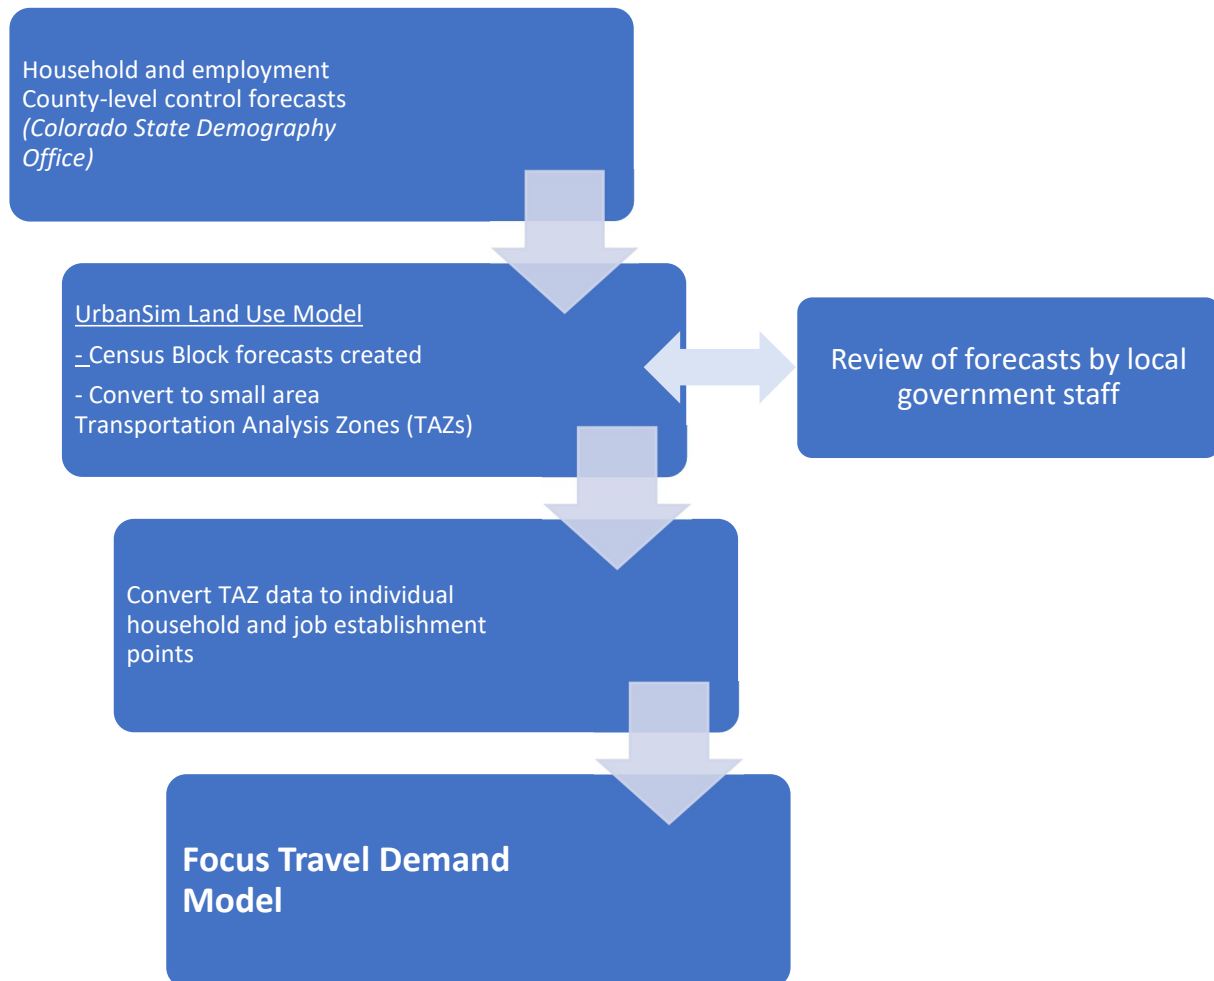 Household and employment
County-level control forecasts
(Colorado State Demography
Office)
UrbanSim Land Use Model
- Census Block forecasts created
- Convert to small area
Transportation Analysis Zones (TAZs)
Review of forecasts by local
government staff
Convert TAZ data to individual
household and job establishment
points
Focus Travel Demand
Model